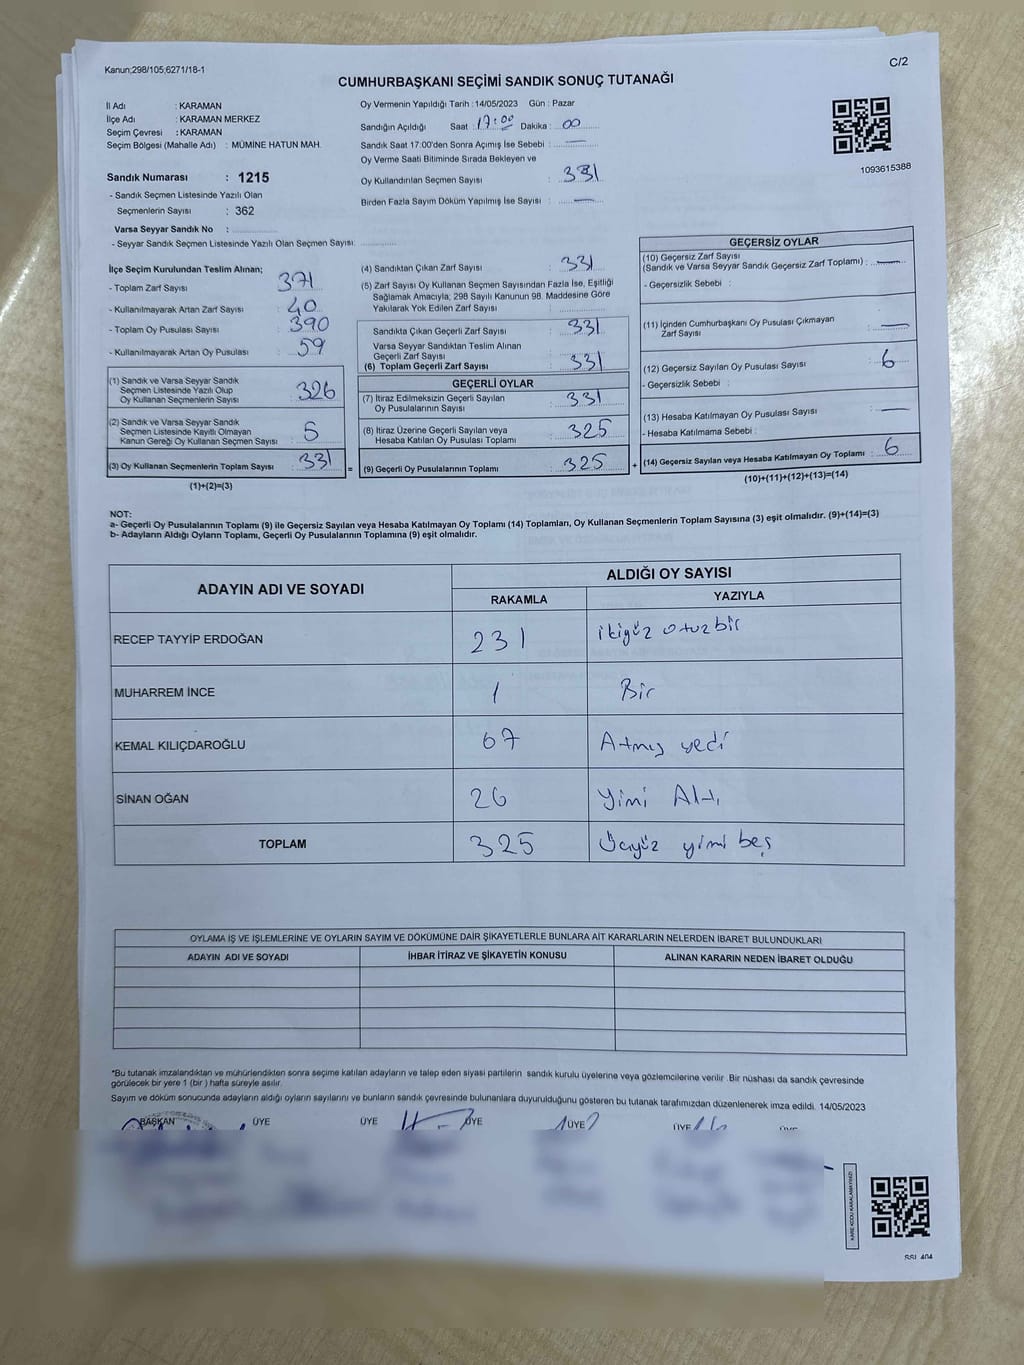 Kanun;298/105;6271/18-1
C/2
CUMHURBAŞKANI SEÇİMİ SANDIK SONUÇ TUTANAĞI
İl Adı : KARAMAN
İlçe Adı : KARAMAN MERKEZ
Seçim Çevresi : KARAMAN
Seçim Bölgesi (Mahalle Adı) : MÜMİNE HATUN MAH.
Sandık Numarası : 1215
- Sandık Seçmen Listesinde Yazılı Olan
Seçmenlerin Sayısı : 362
Varsa Seyyar Sandık No :
- Seyyar Sandık Seçmen Listesinde Yazılı Olan Seçmen Sayısı:
Oy Vermenin Yapıldığı Tarih : 14/05/2023 Gün : Pazar
Sandığın Açıldığı Saat : 17:00 Dakika : 00
Sandık Saat 17:00'den Sonra Açımış İse Sebebi : —
Oy Verme Saati Bitiminde Sırada Bekleyen ve
Oy Kullandırılan Seçmen Sayısı : 331
Birden Fazla Sayım Döküm Yapılmış İse Sayısı : —
1093615388
İlçe Seçim Kurulundan Teslim Alınan;
- Toplam Zarf Sayısı : 371
- Kullanılmayarak Artan Zarf Sayısı : 40
- Toplam Oy Pusulası Sayısı : 390
- Kullanılmayarak Artan Oy Pusulası : 59
(1) Sandık ve Varsa Seyyar Sandık
Seçmen Listesinde Yazılı Olup
Oy Kullanan Seçmenlerin Sayısı : 326
(2) Sandık ve Varsa Seyyar Sandık
Seçmen Listesinde Kayıtlı Olmayan
Kanun Gereği Oy Kullanan Seçmen Sayısı : 5
(3) Oy Kullanan Seçmenlerin Toplam Sayısı : 331 =
(1)+(2)=(3)
(4) Sandıktan Çıkan Zarf Sayısı : 331
(5) Zarf Sayısı Oy Kullanan Seçmen Sayısından Fazla İse, Eşitliği
Sağlamak Amacıyla, 298 Sayılı Kanunun 98. Maddesine Göre
Yakılarak Yok Edilen Zarf Sayısı :
Sandıkta Çıkan Geçerli Zarf Sayısı : 331
Varsa Seyyar Sandıktan Teslim Alınan
Geçerli Zarf Sayısı :
(6) Toplam Geçerli Zarf Sayısı : 331
GEÇERLİ OYLAR
(7) İtiraz Edilmeksizin Geçerli Sayılan
Oy Pusulalarının Sayısı : 331
(8) İtiraz Üzerine Geçerli Sayılan veya
Hesaba Katılan Oy Pusulası Toplamı : 325
(9) Geçerli Oy Pusulalarının Toplamı : 325 +
GEÇERSİZ OYLAR
(10) Geçersiz Zarf Sayısı
(Sandık ve Varsa Seyyar Sandık Geçersiz Zarf Toplamı) : —
- Geçersizlik Sebebi :
(11) İçinden Cumhurbaşkanı Oy Pusulası Çıkmayan
Zarf Sayısı : —
(12) Geçersiz Sayılan Oy Pusulası Sayısı : 6
- Geçersizlik Sebebi :
(13) Hesaba Katılmayan Oy Pusulası Sayısı : —
- Hesaba Katılmama Sebebi :
(14) Geçersiz Sayılan veya Hesaba Katılmayan Oy Toplamı : 6
(10)+(11)+(12)+(13)=(14)
NOT:
a- Geçerli Oy Pusulalarının Toplamı (9) ile Geçersiz Sayılan veya Hesaba Katılmayan Oy Toplamı (14) Toplamları, Oy Kullanan Seçmenlerin Toplam Sayısına (3) eşit olmalıdır. (9)+(14)=(3)
b- Adayların Aldığı Oyların Toplamı, Geçerli Oy Pusulalarının Toplamına (9) eşit olmalıdır.
ADAYIN ADI VE SOYADI ALDIĞI OY SAYISI
RAKAMLA YAZIYLA
RECEP TAYYİP ERDOĞAN 231 ikiyüz otuzbir
MUHARREM İNCE 1 Bir
KEMAL KILIÇDAROĞLU 67 Atmış yedi
SİNAN OĞAN 26 Yimi Altı
TOPLAM 325 Üçyüz yimi beş
OYLAMA İŞ VE İŞLEMLERİNE VE OYLARIN SAYIM VE DÖKÜMÜNE DAİR ŞİKAYETLERLE BUNLARA AİT KARARLARIN NELERDEN İBARET BULUNDUKLARI
ADAYIN ADI VE SOYADI İHBAR İTİRAZ VE ŞİKAYETİN KONUSU ALINAN KARARIN NEDEN İBARET OLDUĞU
*Bu tutanak imzalandıktan ve mühürlendikten sonra seçime katılan adayların ve talep eden siyasi partilerin sandık kurulu üyelerine veya gözlemcilerine verilir. Bir nüshası da sandık çevresinde
görülecek bir yere 1 (bir ) hafta süreyle asılır.
Sayım ve döküm sonucunda adayların aldığı oyların sayılarını ve bunların sandık çevresinde bulunanlara duyurulduğunu gösteren bu tutanak tarafımızdan düzenlenerek imza edildi. 14/05/2023
BAŞKAN ÜYE ÜYE ÜYE ÜYE ÜYE ÜYE
KARE KODU KARALAMAYINIZ!
SSI_404